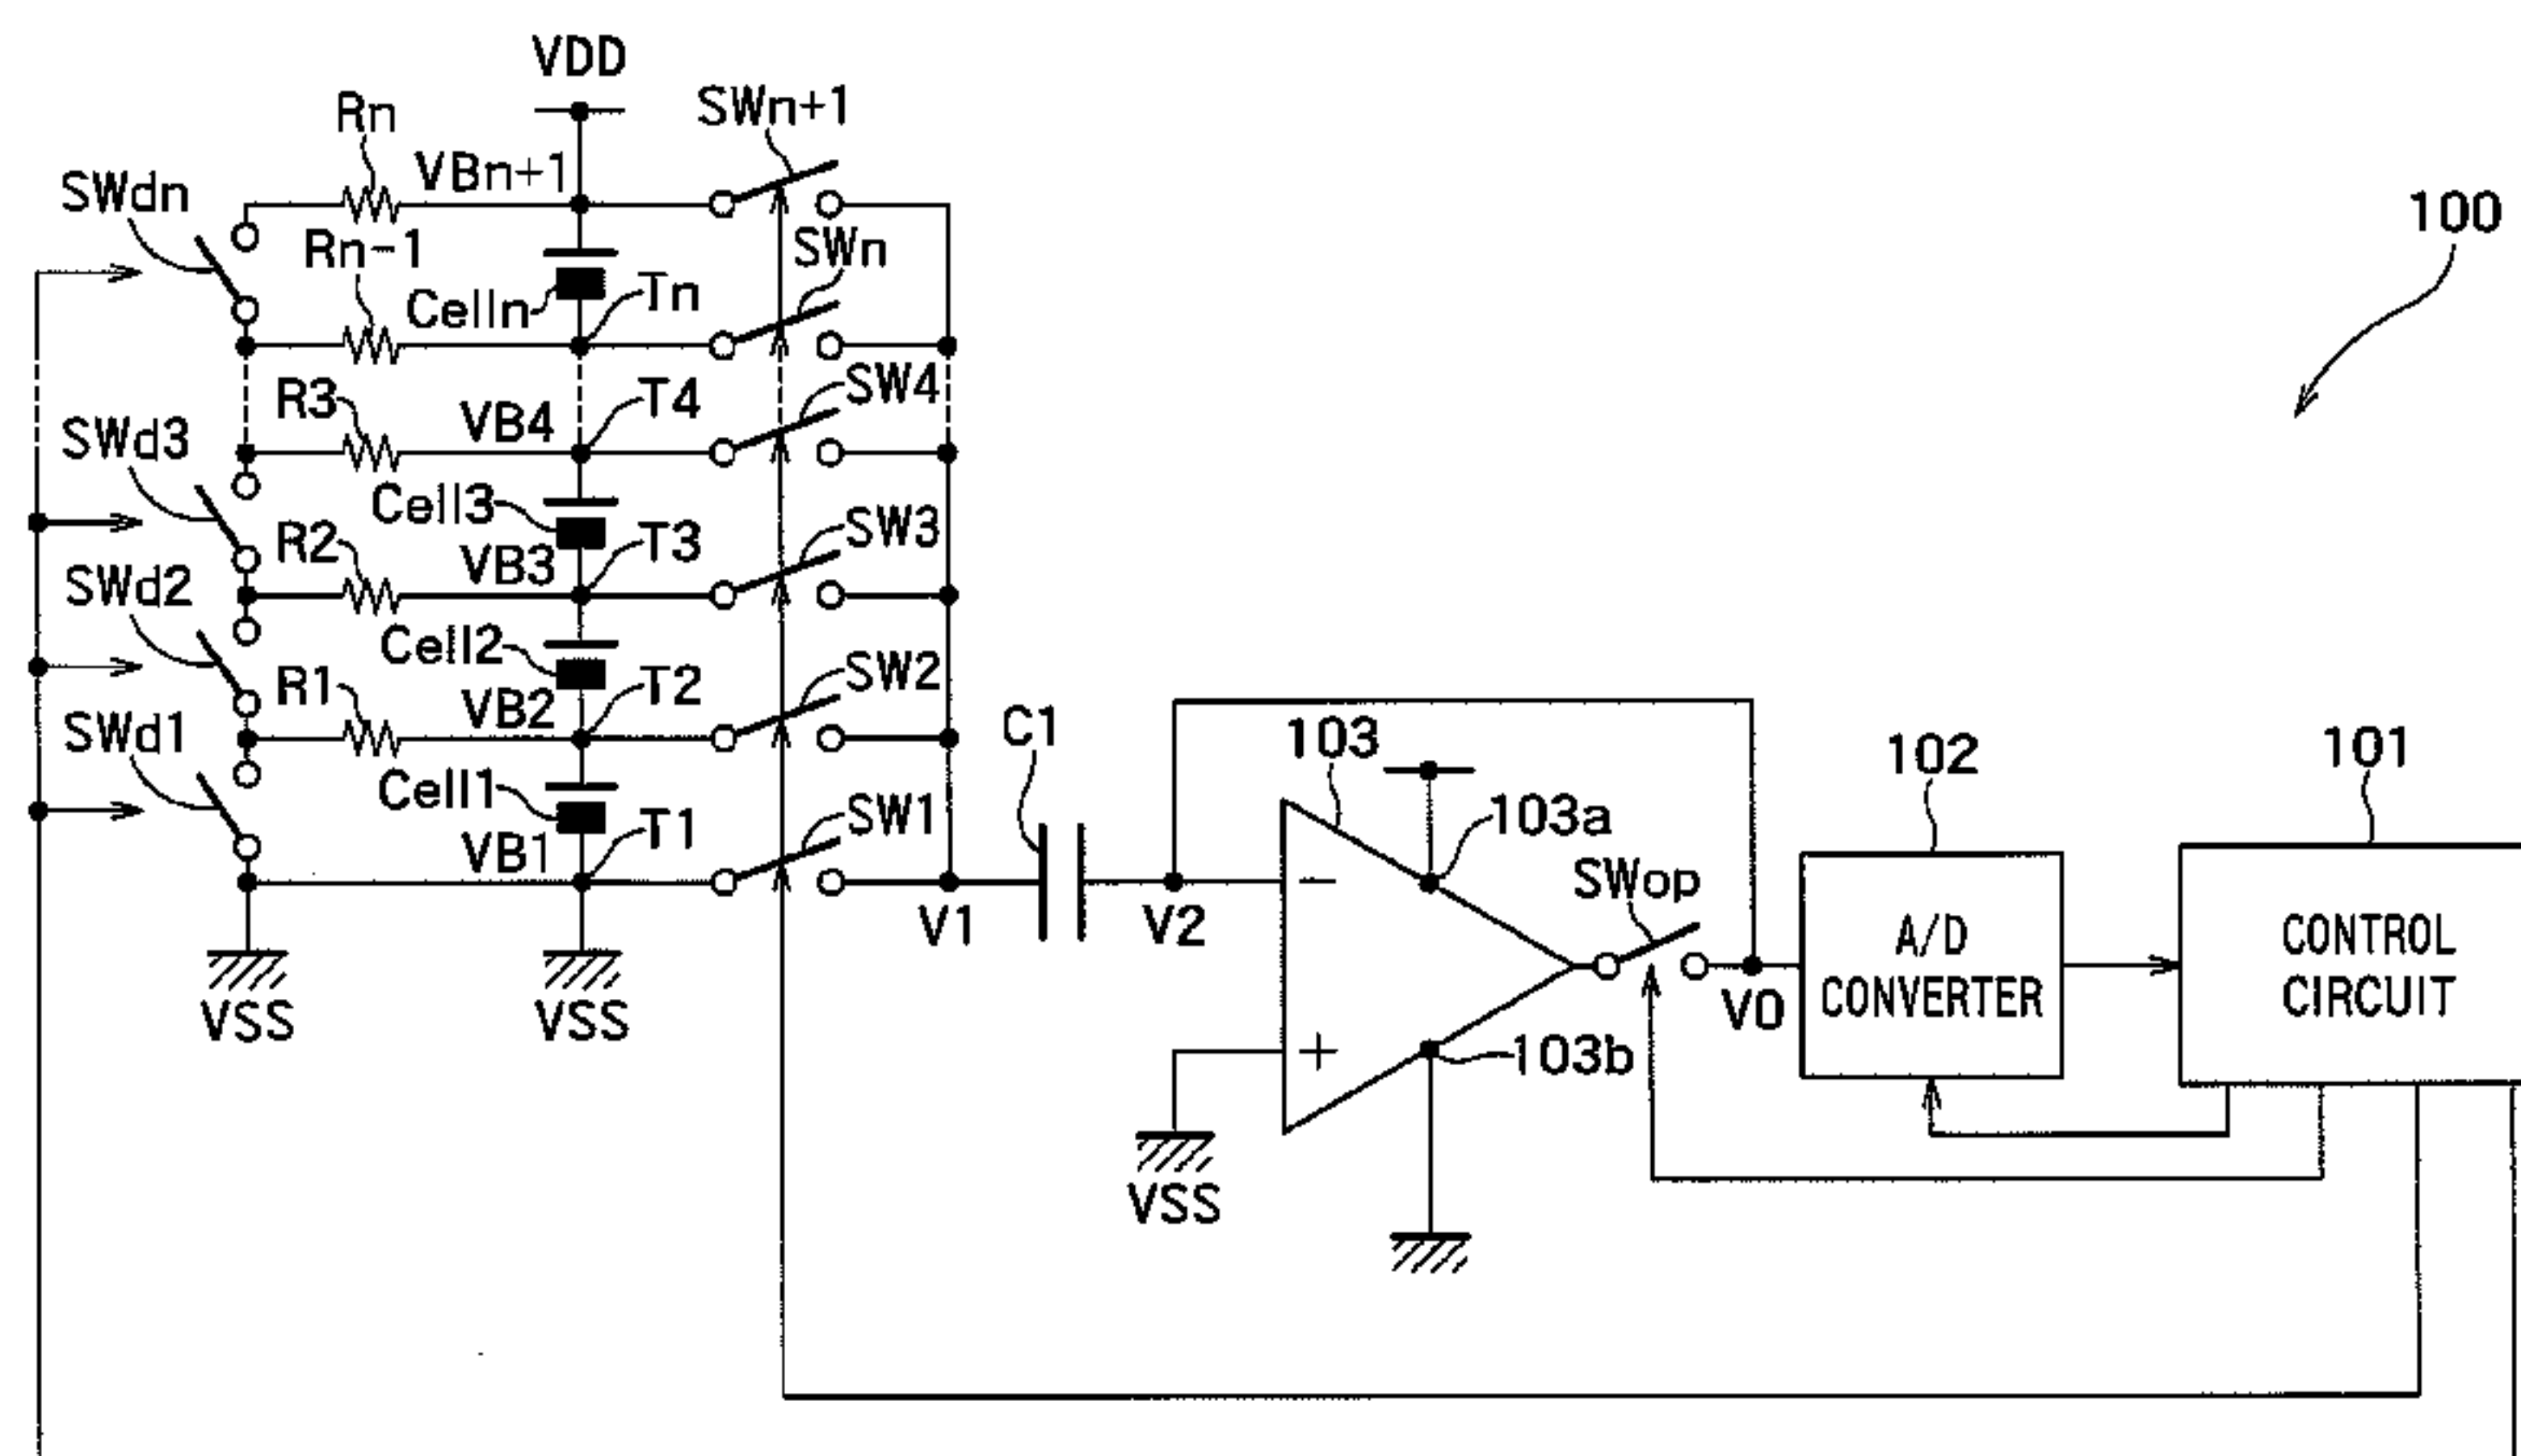 VDD
SWn+1
Rn
VBn+1
SWdn
100
Rn-1
SWn
Celln
Tn
R3
VB4
T4
SW4
SWd3
Cell3
R2
VB3
T3
SW3
SWd2
Cell2
R1
VB2
T2
SW2
SWd1
C1
103
102
101
Cell1
VB1
T1
SW1
103a
−
SWop
V1
V2
A/D
CONVERTER
CONTROL
CIRCUIT
VSS
VSS
VO
+
103b
VSS